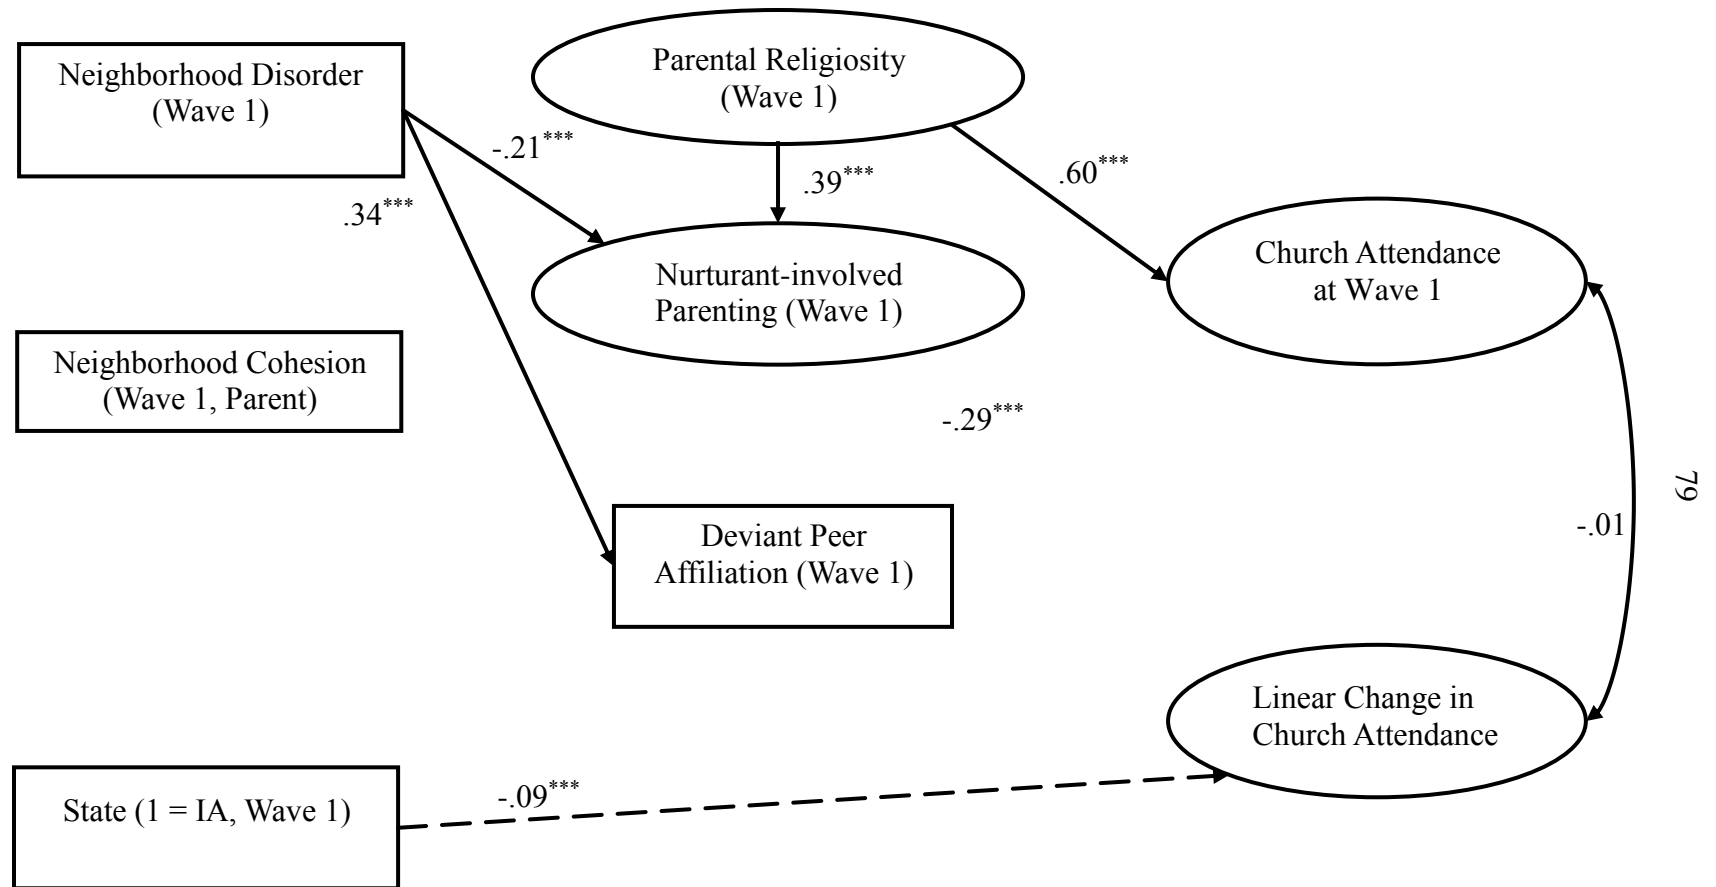 Neighborhood Disorder
(Wave 1)
Parental Religiosity
(Wave 1)
-.21***
.39***
.60***
.34***
Nurturant-involved
Parenting (Wave 1)
Church Attendance
at Wave 1
Neighborhood Cohesion
(Wave 1, Parent)
-.29***
79
-.01
Deviant Peer
Affiliation (Wave 1)
Linear Change in
Church Attendance
State (1 = IA, Wave 1)
-.09***